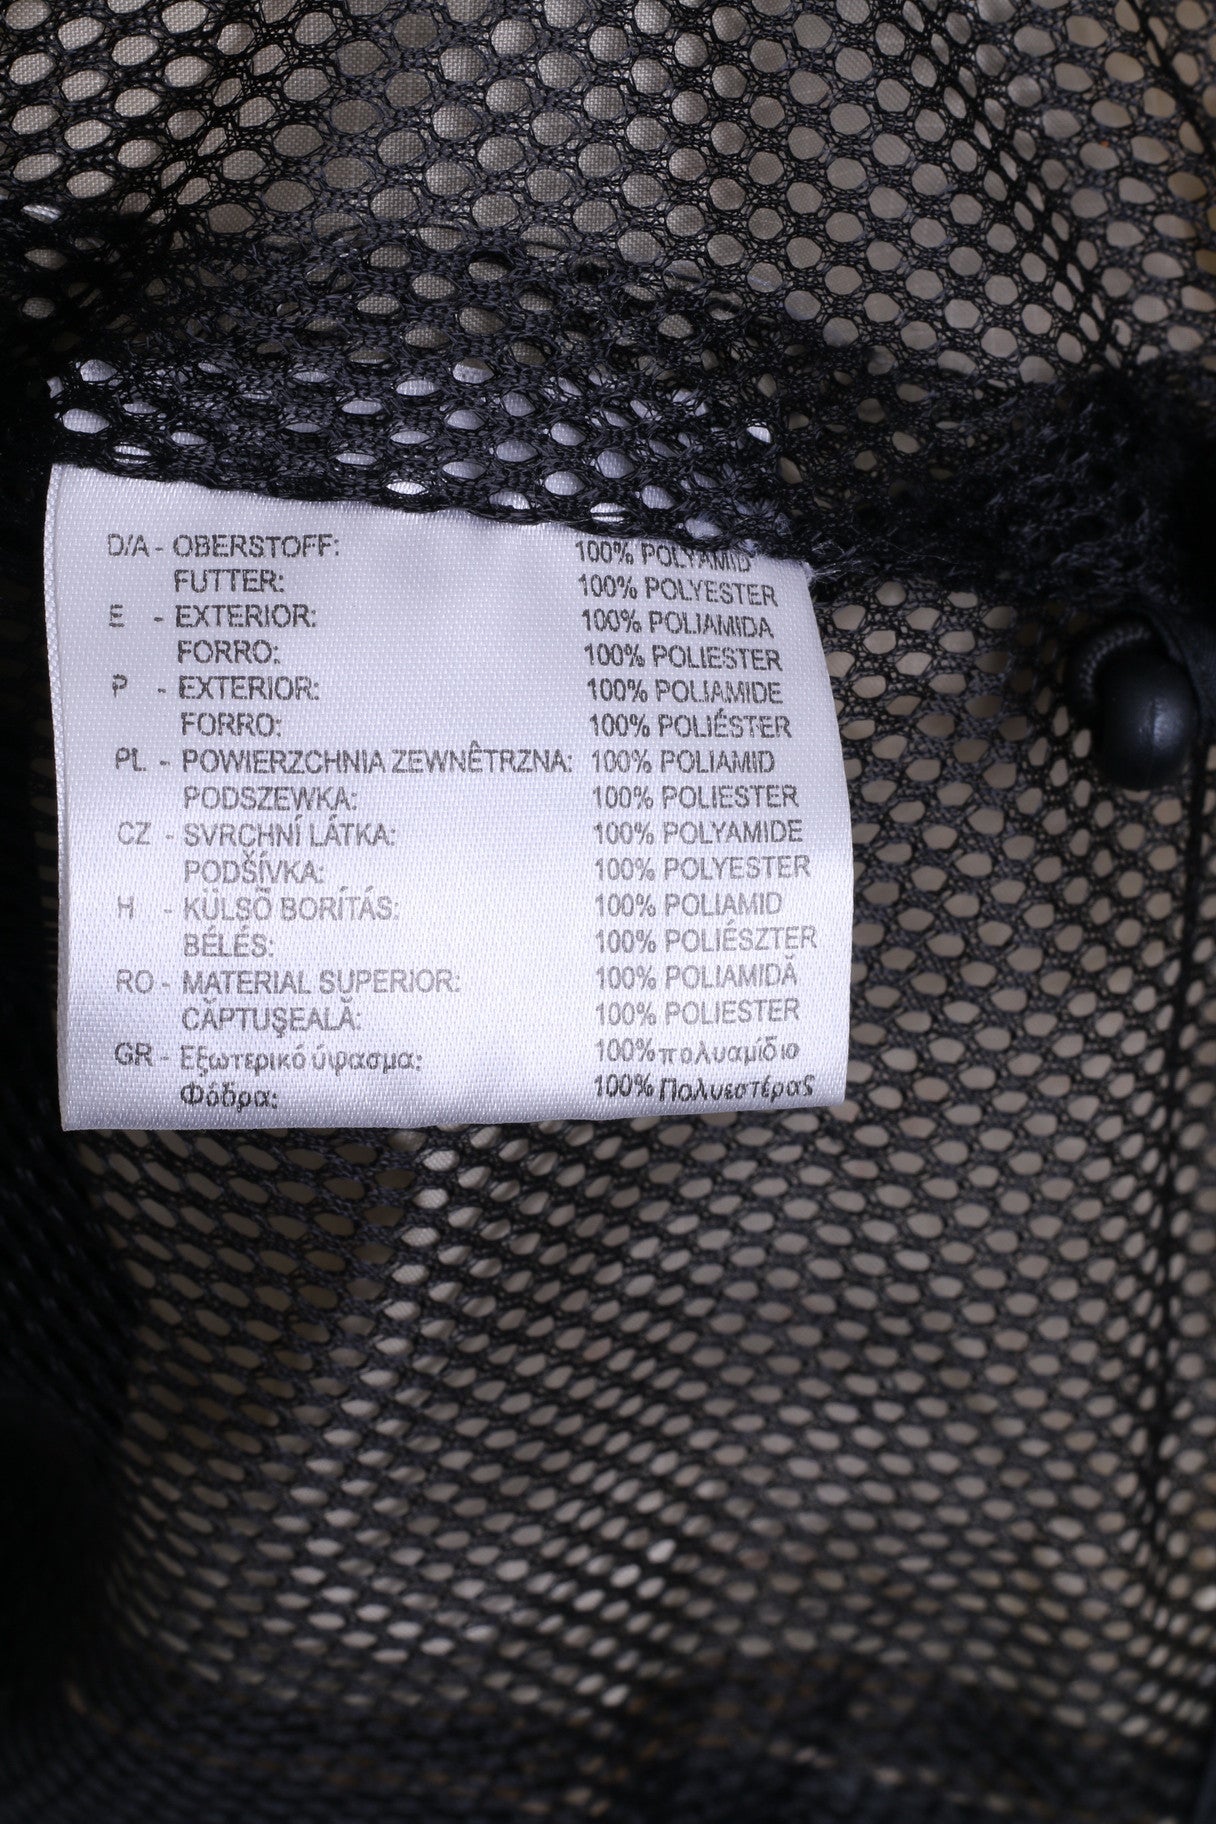 D/A - OBERSTOFF: 100% POLYAMID
FUTTER: 100% POLYESTER
E - EXTERIOR: 100% POLIAMIDA
FORRO: 100% POLIESTER
P - EXTERIOR: 100% POLIAMIDE
FORRO: 100% POLIÉSTER
PL - POWIERZCHNIA ZEWNÊTRZNA: 100% POLIAMID
PODSZEWKA: 100% POLIESTER
CZ - SVRCHNÍ LÁTKA: 100% POLYAMIDE
PODŠÍVKA: 100% POLYESTER
H - KÜLSÕ BORÍTÁS: 100% POLIAMID
BÉLÉS: 100% POLIÉSZTER
RO - MATERIAL SUPERIOR: 100% POLIAMIDĂ
CĂPTUŞEALĂ: 100% POLIESTER
GR - Εξωτερικό ύφασμα: 100% πολυαμίδιο
Φόδρα: 100% Πολυεστέρας